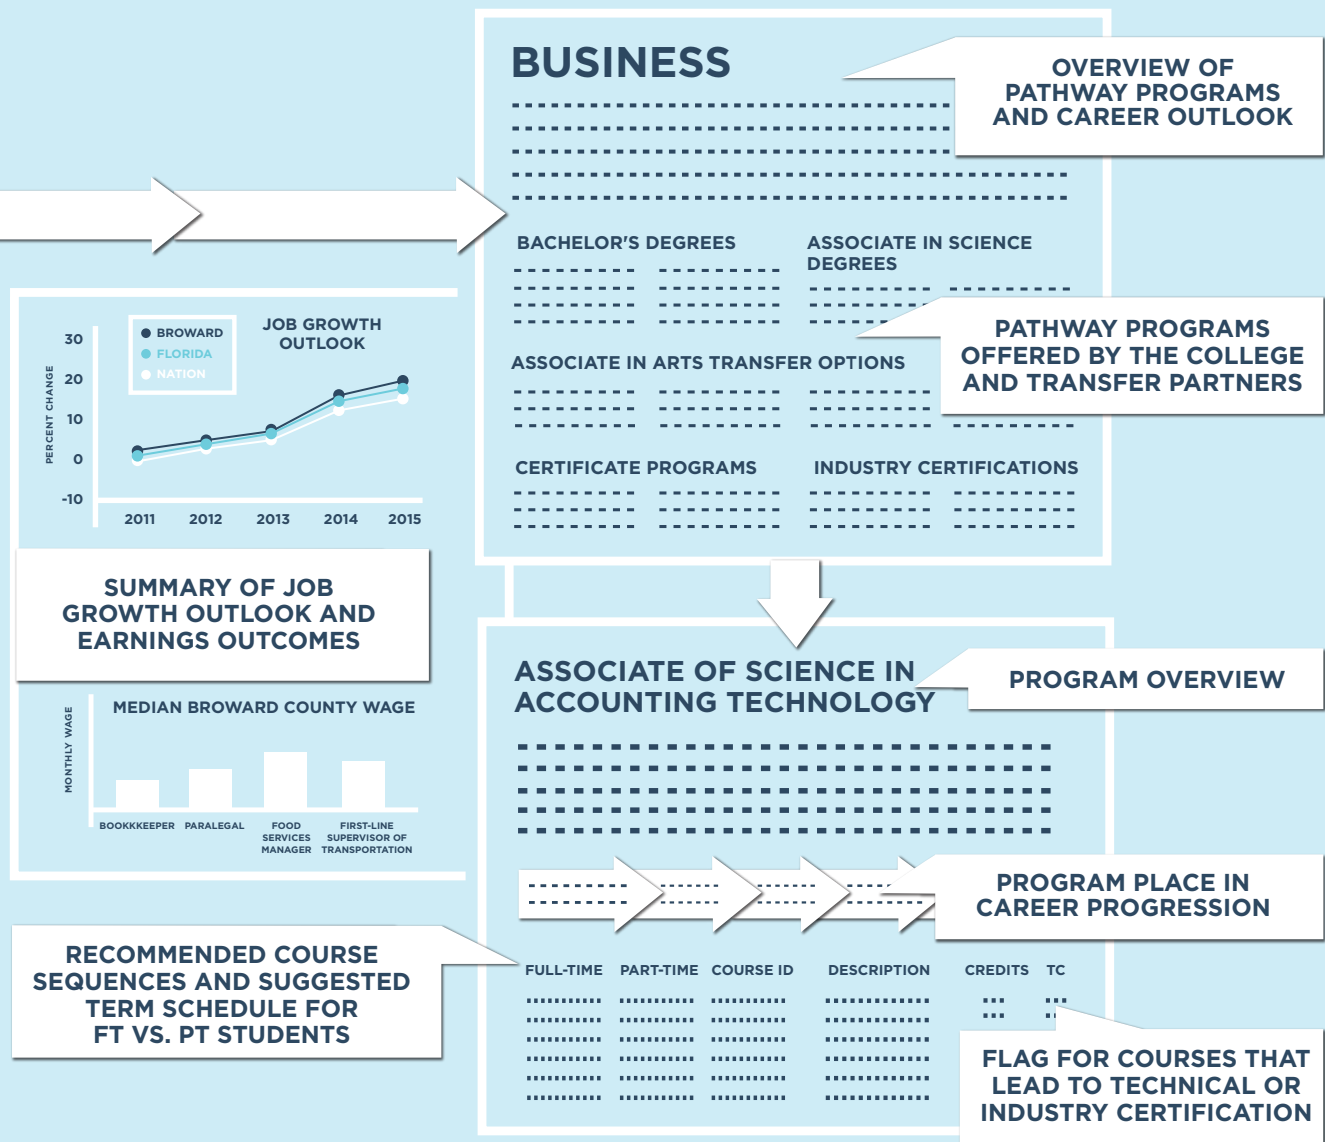 BUSINESS
OVERVIEW OF
PATHWAY PROGRAMS
AND CAREER OUTLOOK
BACHELOR'S DEGREES
ASSOCIATE IN SCIENCE
DEGREES
PATHWAY PROGRAMS
OFFERED BY THE COLLEGE
AND TRANSFER PARTNERS
ASSOCIATE IN ARTS TRANSFER OPTIONS
CERTIFICATE PROGRAMS
INDUSTRY CERTIFICATIONS
JOB GROWTH
OUTLOOK
BROWARD
FLORIDA
NATION
PERCENT CHANGE
30
20
10
0
-10
2011 2012 2013 2014 2015
SUMMARY OF JOB
GROWTH OUTLOOK AND
EARNINGS OUTCOMES
MEDIAN BROWARD COUNTY WAGE
MONTHLY WAGE
BOOKKKEEPER
PARALEGAL
FOOD
SERVICES
MANAGER
FIRST-LINE
SUPERVISOR OF
TRANSPORTATION
ASSOCIATE OF SCIENCE IN
ACCOUNTING TECHNOLOGY
PROGRAM OVERVIEW
PROGRAM PLACE IN
CAREER PROGRESSION
RECOMMENDED COURSE
SEQUENCES AND SUGGESTED
TERM SCHEDULE FOR
FT VS. PT STUDENTS
FULL-TIME PART-TIME COURSE ID DESCRIPTION CREDITS TC
FLAG FOR COURSES THAT
LEAD TO TECHNICAL OR
INDUSTRY CERTIFICATION